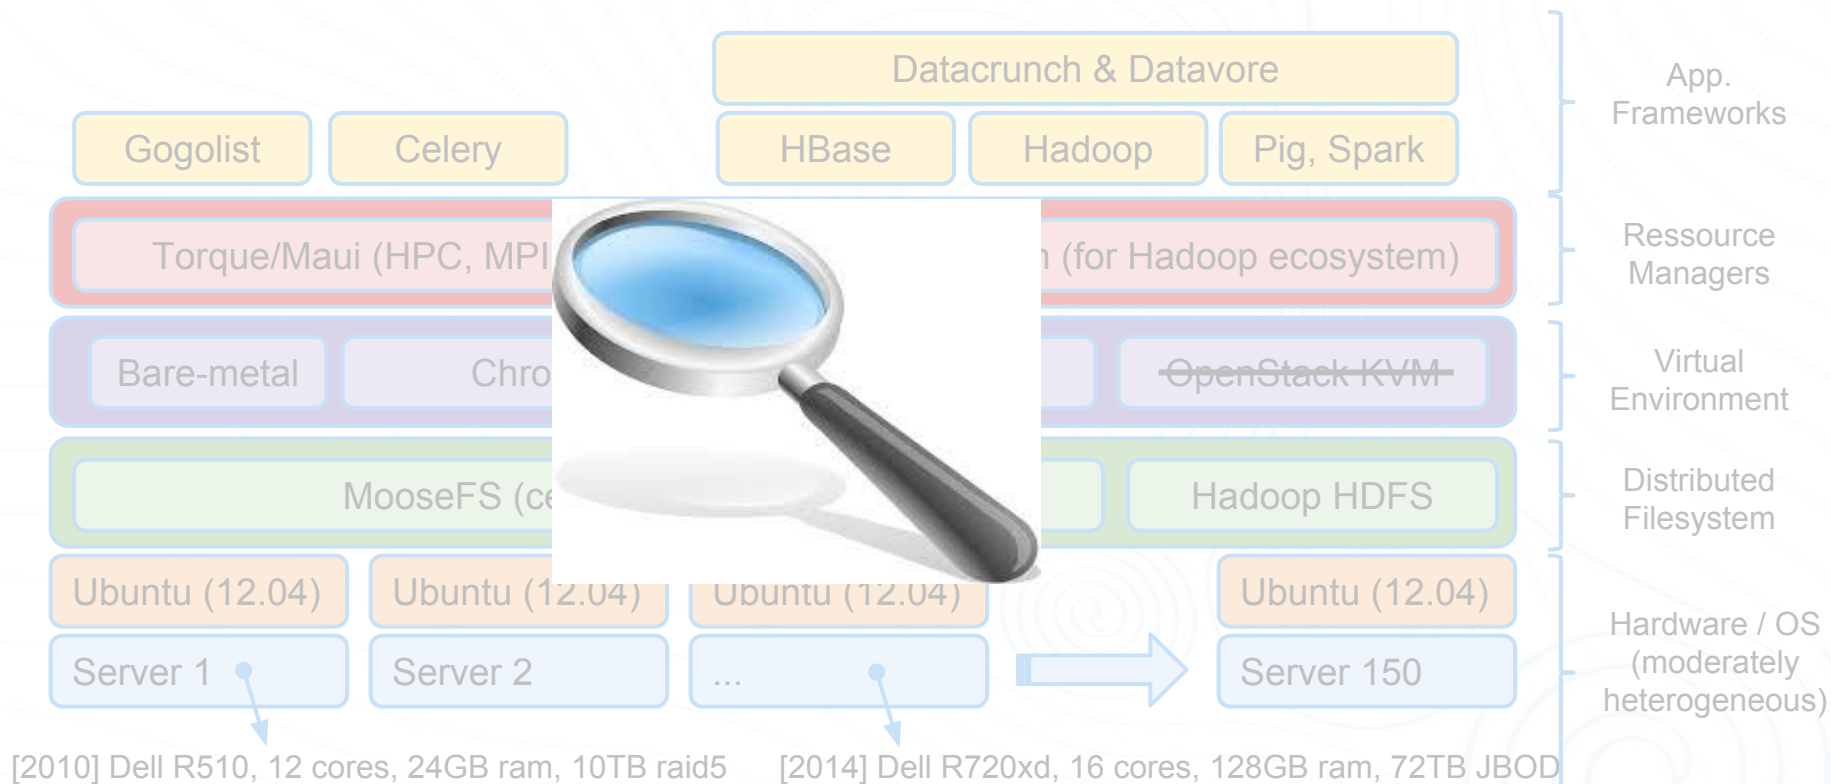 Datacrunch & Datavore
App.
Frameworks
Gogolist
Celery
HBase
Hadoop
Pig, Spark
Torque/Maui (HPC, MPI
(for Hadoop ecosystem)
Ressource
Managers
Bare-metal
Chro
OpenStack KVM
Virtual
Environment
MooseFS (ce
Hadoop HDFS
Distributed
Filesystem
Ubuntu (12.04)
Ubuntu (12.04)
Ubuntu (12.04)
Ubuntu (12.04)
Server 1
Server 2
...
Server 150
Hardware / OS
(moderately
heterogeneous)
[2010] Dell R510, 12 cores, 24GB ram, 10TB raid5
[2014] Dell R720xd, 16 cores, 128GB ram, 72TB JBOD